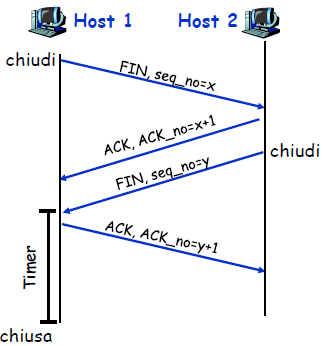 Host 1
Host 2
chiudi
FIN, seq_no=x
ACK, ACK_no=x+1
chiudi
FIN, seq_no=y
ACK, ACK_no=y+1
Timer
chiusa